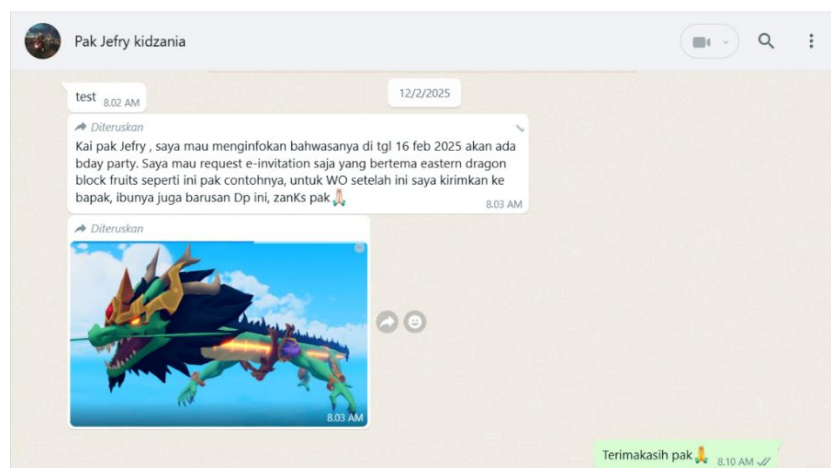 Pak Jefry kidzania
test 8.02 AM
12/2/2025
Diteruskan
Kai pak Jefry , saya mau menginfokan bahwasanya di tgl 16 feb 2025 akan ada
bday party. Saya mau request e-invitation saja yang bertema eastern dragon
block fruits seperti ini pak contohnya, untuk WO setelah ini saya kirimkan ke
bapak, ibunya juga barusan Dp ini, zanKs pak🙏🏻
8.03 AM
Diteruskan
8.03 AM
Terimakasih pak🙏 8.10 AM